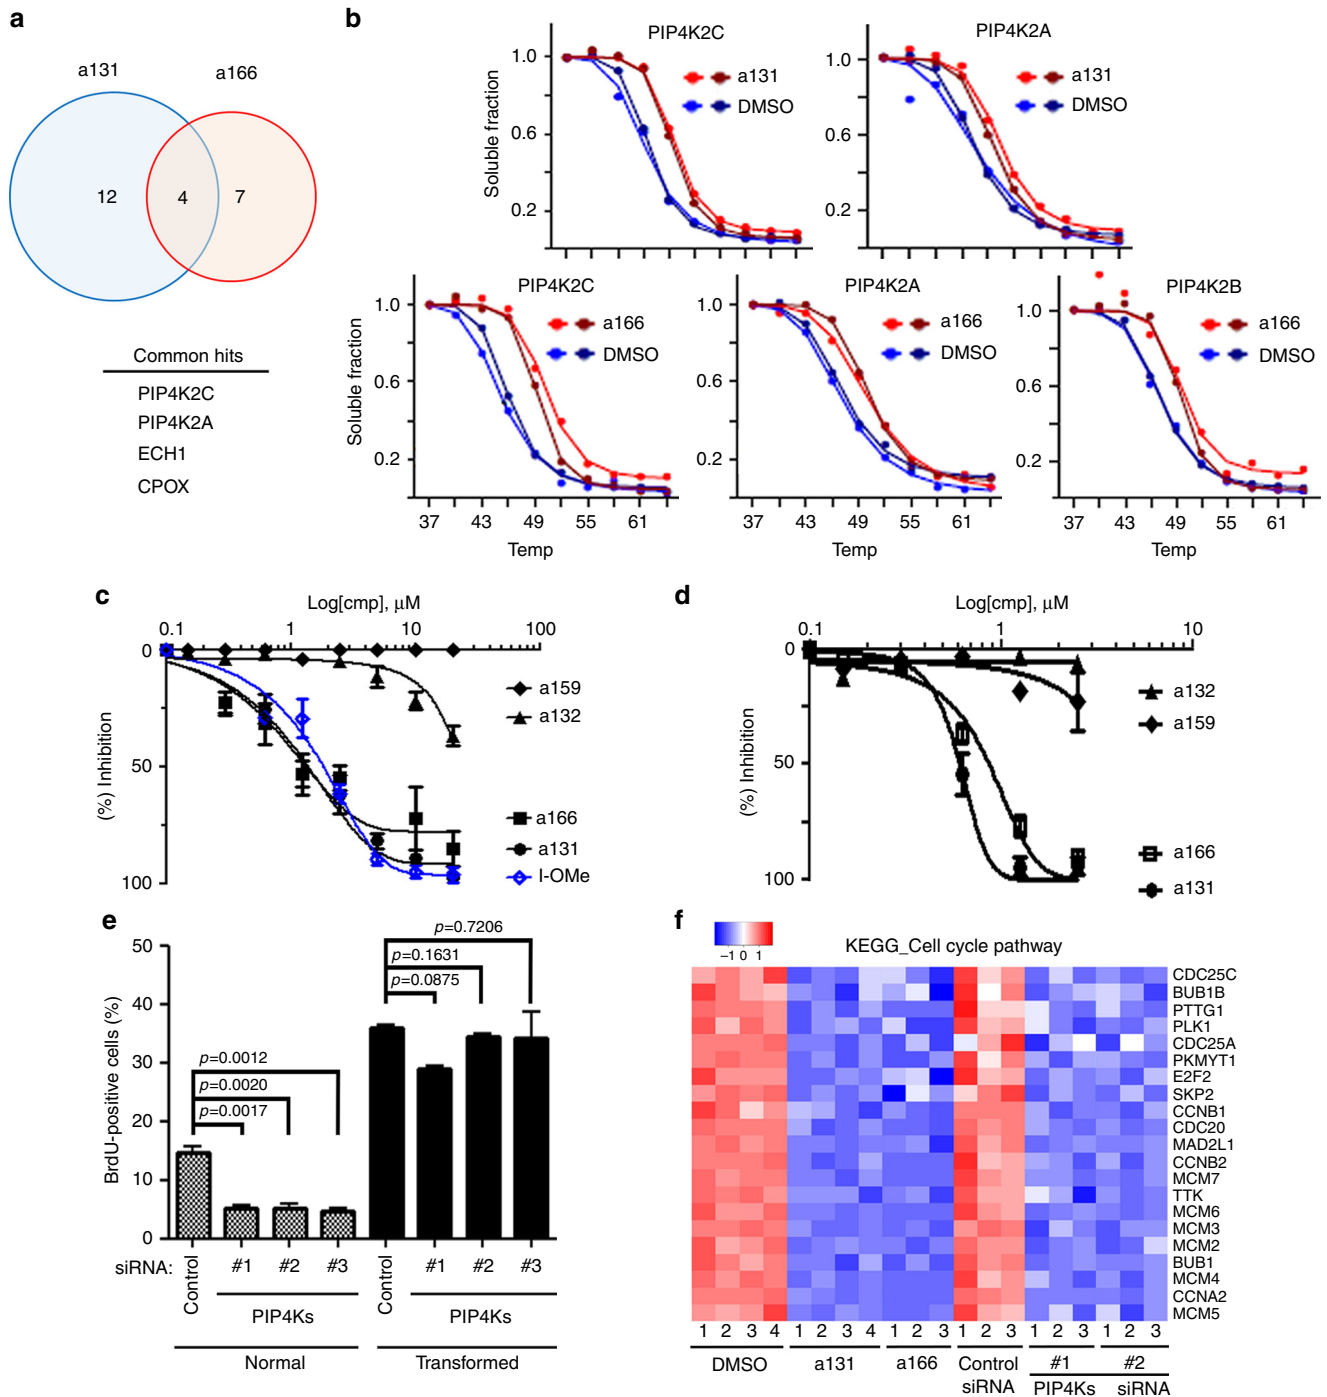 a
a131
a166
12
4
7
Common hits
PIP4K2C
PIP4K2A
ECH1
CPOX
b
PIP4K2C
a131
DMSO
Soluble fraction
1.0
0.6
0.2
PIP4K2A
a131
DMSO
1.0
0.6
0.2
PIP4K2C
a166
DMSO
Soluble fraction
1.0
0.6
0.2
37 43 49 55 61
Temp
PIP4K2A
a166
DMSO
1.0
0.6
0.2
37 43 49 55 61
Temp
PIP4K2B
a166
DMSO
1.0
0.6
0.2
37 43 49 55 61
Temp
c
Log[cmp], µM
0.1 1 10 100
0
50
100
(%) Inhibition
a159
a132
a166
a131
I-OMe
d
Log[cmp], µM
0.1 1 10
0
50
100
(%) Inhibition
a132
a159
a166
a131
e
BrdU-positive cells (%)
50
40
30
20
10
0
p=0.0012
p=0.0020
p=0.0017
p=0.7206
p=0.1631
p=0.0875
siRNA:
Control
#1 #2 #3
Control
#1 #2 #3
PIP4Ks
PIP4Ks
Normal
Transformed
f
−1 0 1
KEGG_Cell cycle pathway
CDC25C
BUB1B
PTTG1
PLK1
CDC25A
PKMYT1
E2F2
SKP2
CCNB1
CDC20
MAD2L1
CCNB2
MCM7
TTK
MCM6
MCM3
MCM2
BUB1
MCM4
CCNA2
MCM5
1 2 3 4 1 2 3 4 1 2 3 1 2 3 1 2 3 1 2 3
DMSO
a131
a166
Control
siRNA
#1 #2
PIP4Ks siRNA